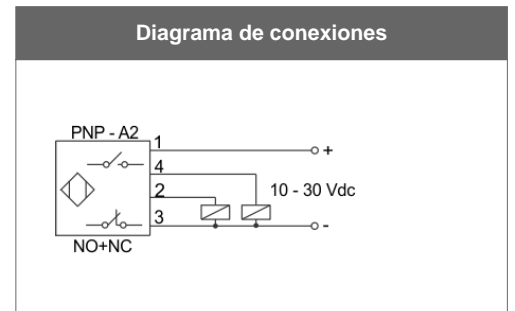 Diagrama de conexiones
PNP - A2
1
+
4
2
10 - 30 Vdc
3
-
NO+NC